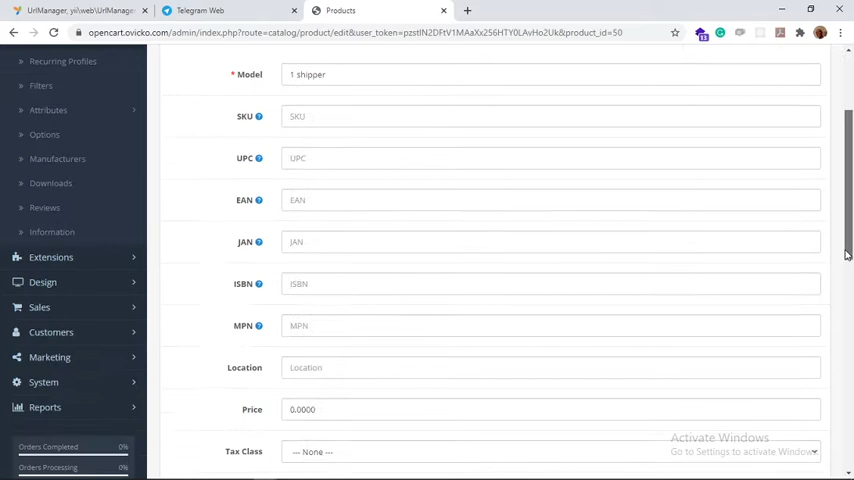 UrlManager, yii\web\UrlManager
Telegram Web
Products
opencart.ovicko.com/admin/index.php?route=catalog/product/edit&user_token=pzstIN2DFtV1MAaXx256HTY0LAvHo2Uk&product_id=50
13
Recurring Profiles
Filters
Attributes
Options
Manufacturers
Downloads
Reviews
Information
Extensions
Design
Sales
Customers
Marketing
System
Reports
Orders Completed 0%
Orders Processing 0%
* Model 1 shipper
SKU SKU
UPC UPC
EAN EAN
JAN JAN
ISBN ISBN
MPN MPN
Location Location
Price 0.0000
Tax Class --- None ---
Activate Windows
Go to Settings to activate Windows.